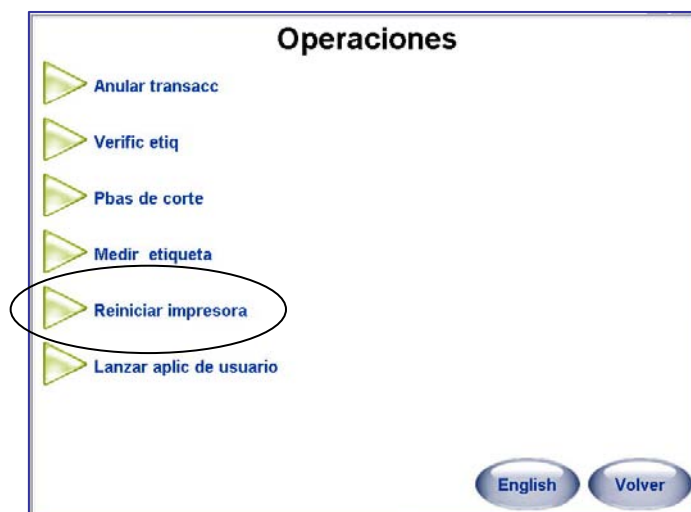 Operaciones
Anular transacc
Verific etiq
Pbas de corte
Medir etiqueta
Reiniciar impresora
Lanzar aplic de usuario
English Volver